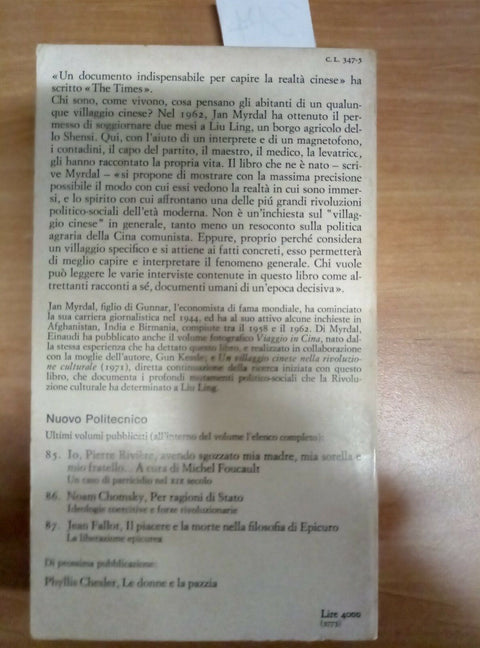 C. L. 347-5
«Un documento indispensabile per capire la realtà cinese» ha
scritto «The Times».
Chi sono, come vivono, cosa pensano gli abitanti di un qualun-
que villaggio cinese? Nel 1962, Jan Myrdal ha ottenuto il per-
messo di soggiornare due mesi a Liu Ling, un borgo agricolo del-
lo Shensi. Qui, con l'aiuto di un interprete e di un magnetofono,
i contadini, il capo del partito, il maestro, il medico, la levatrice,
gli hanno raccontato la propria vita. Il libro che ne è nato – scri-
ve Myrdal – «si propone di mostrare con la massima precisione
possibile il modo con cui essi vedono la realtà in cui sono immer-
si, e lo spirito con cui affrontano una delle piú grandi rivoluzioni
politico-sociali dell'età moderna. Non è un'inchiesta sul "villag-
gio cinese" in generale, tanto meno un resoconto sulla politica
agraria della Cina comunista. Eppure, proprio perché considera
un villaggio specifico e si attiene ai fatti concreti, esso permetterà
di meglio capire e interpretare il fenomeno generale. Chi vuole
può leggere le varie interviste contenute in questo libro come al-
trettanti racconti a sé, documenti umani di un'epoca decisiva».
Jan Myrdal, figlio di Gunnar, l'economista di fama mondiale, ha cominciato
la sua carriera giornalistica nel 1944, ed ha al suo attivo alcune inchieste in
Afghanistan, India e Birmania, compiute tra il 1958 e il 1962. Di Myrdal,
Einaudi ha pubblicato anche il volume fotografico Viaggio in Cina, nato dal-
la stessa esperienza che ha dettato questo libro, e realizzato in collaborazione
con la moglie dell'autore, Gun Kessle; e Un villaggio cinese nella rivoluzio-
ne culturale (1971), diretta continuazione della ricerca iniziata con questo
libro, che documenta i profondi mutamenti politico-sociali che la Rivolu-
zione culturale ha determinato a Liu Ling.
Nuovo Politecnico
Ultimi volumi pubblicati (all'interno del volume l'elenco completo):
85. Io, Pierre Rivière, avendo sgozzato mia madre, mia sorella e
mio fratello... A cura di Michel Foucault
Un caso di parricidio nel XIX secolo
86. Noam Chomsky, Per ragioni di Stato
Ideologie coercitive e forze rivoluzionarie
87. Jean Fallot, Il piacere e la morte nella filosofia di Epicuro
La liberazione epicurea
Di prossima pubblicazione:
Phyllis Chesler, Le donne e la pazzia
Lire 4000